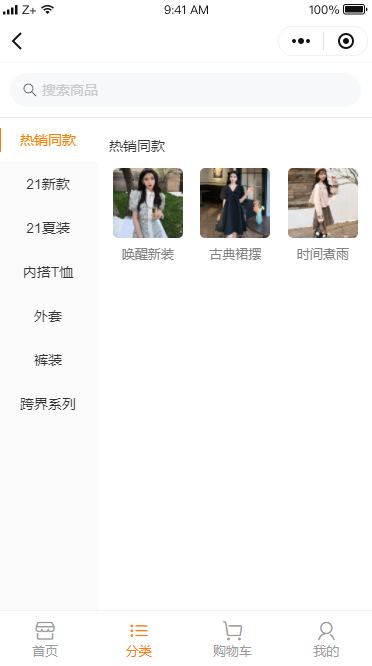 Z+ 9:41 AM 100%
搜索商品
热销同款
21新款
21夏装
内搭T恤
外套
裤装
跨界系列
热销同款
唤醒新装 古典裙摆 时间煮雨
首页 分类 购物车 我的